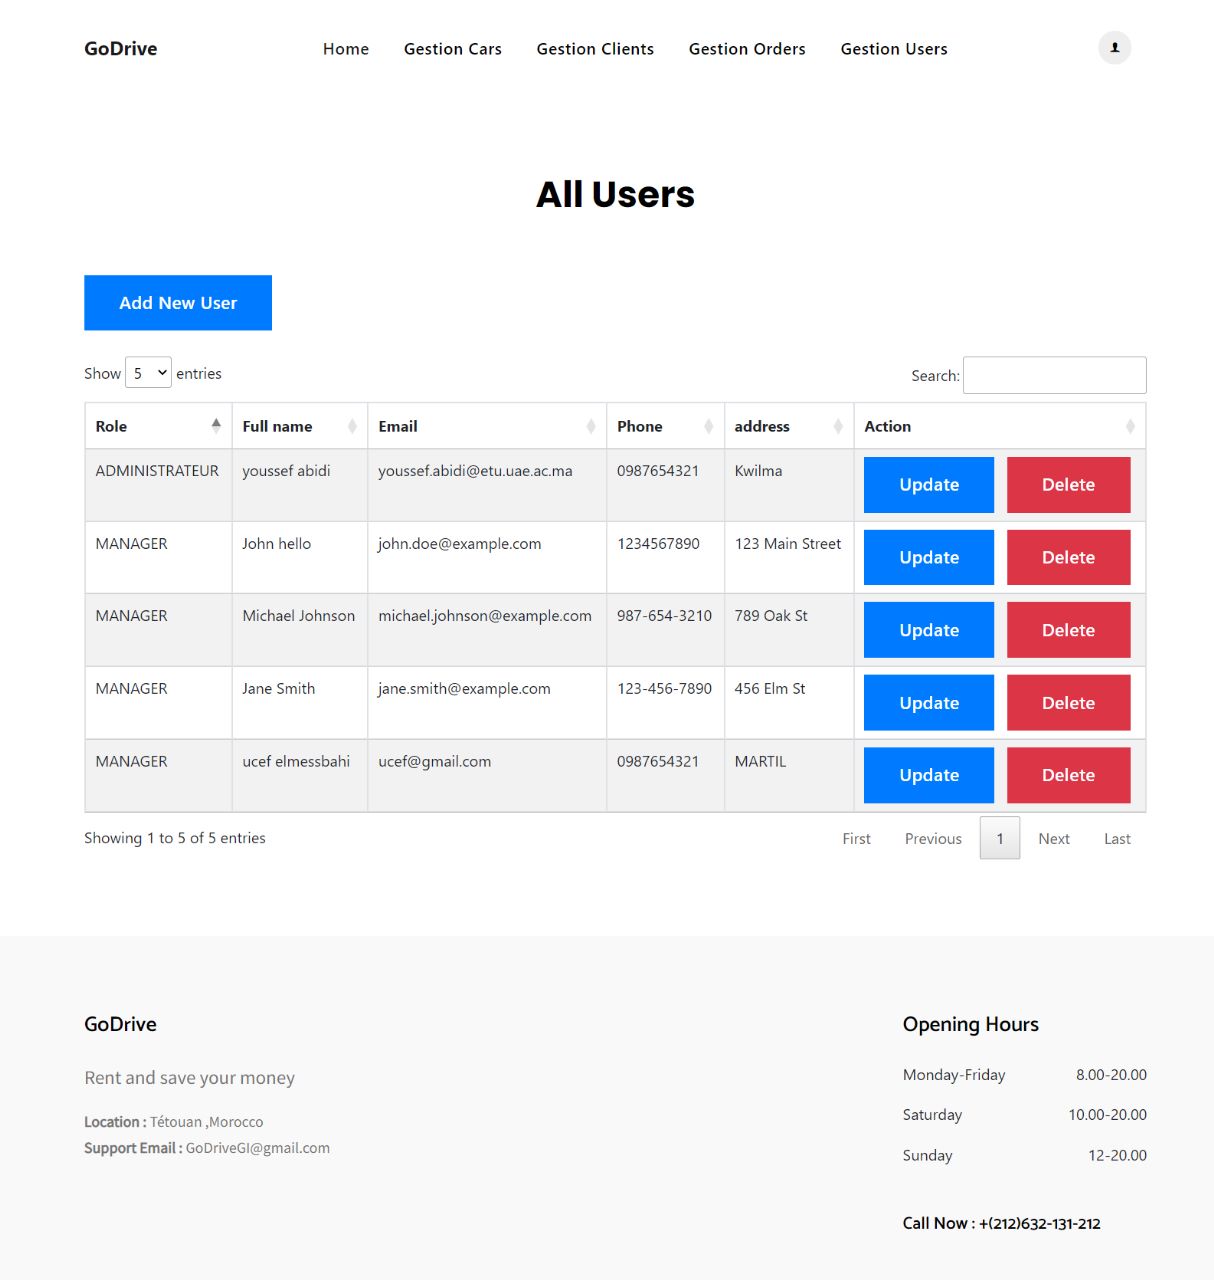 GoDrive Home Gestion Cars Gestion Clients Gestion Orders Gestion Users
All Users
Add New User
Show 5 entries Search:
Role Full name Email Phone address Action
ADMINISTRATEUR youssef abidi youssef.abidi@etu.uae.ac.ma 0987654321 Kwilma Update Delete
MANAGER John hello john.doe@example.com 1234567890 123 Main Street Update Delete
MANAGER Michael Johnson michael.johnson@example.com 987-654-3210 789 Oak St Update Delete
MANAGER Jane Smith jane.smith@example.com 123-456-7890 456 Elm St Update Delete
MANAGER ucef elmessbahi ucef@gmail.com 0987654321 MARTIL Update Delete
Showing 1 to 5 of 5 entries First Previous 1 Next Last
GoDrive
Rent and save your money
Location : Tétouan ,Morocco
Support Email : GoDriveGI@gmail.com
Opening Hours
Monday-Friday 8.00-20.00
Saturday 10.00-20.00
Sunday 12-20.00
Call Now : +(212)632-131-212